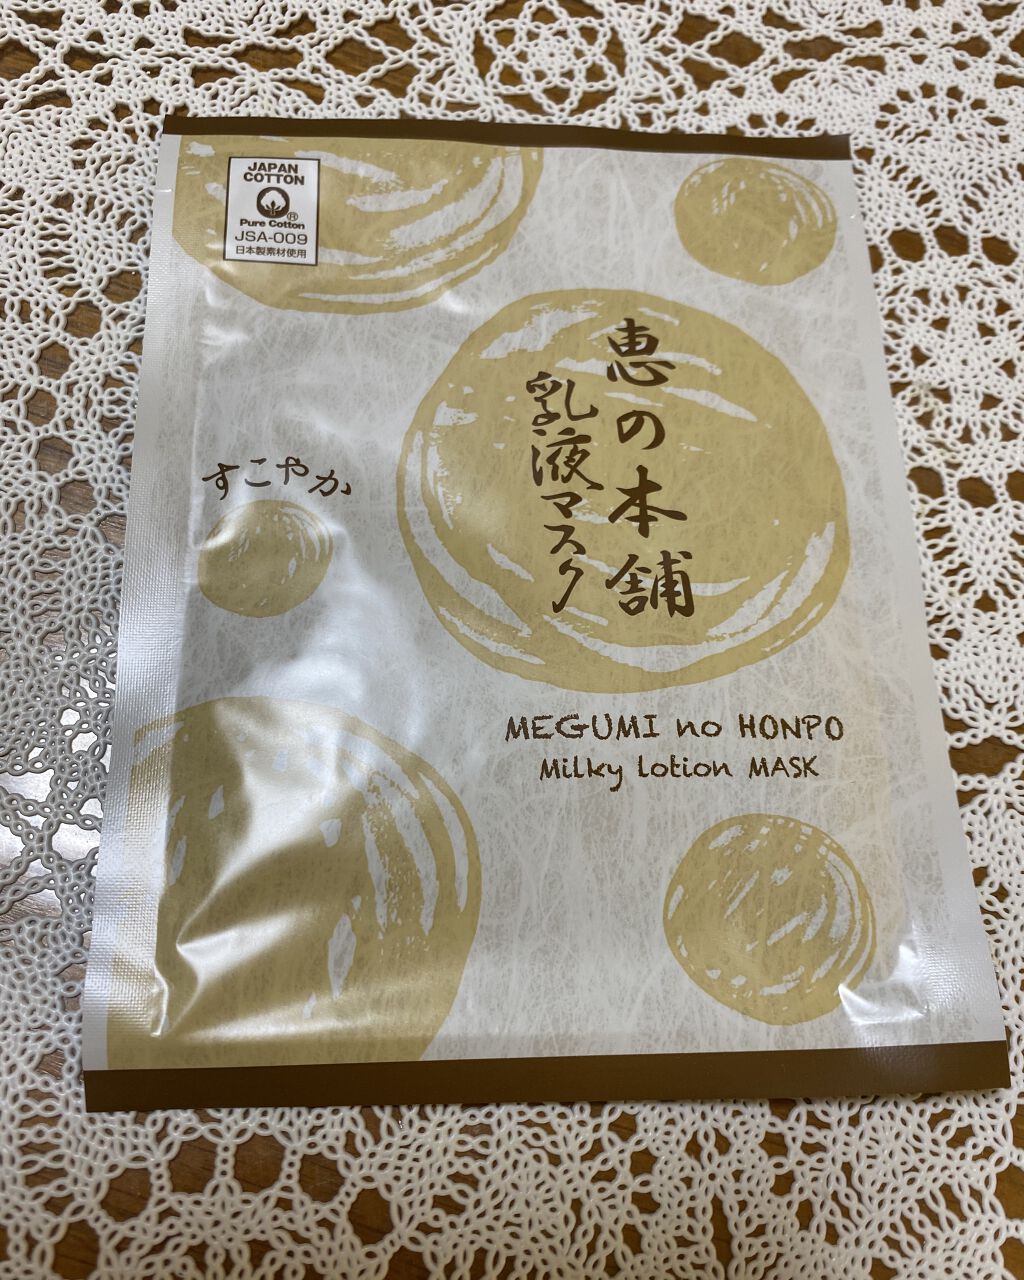 JAPAN
COTTON
®
Pure Cotton
JSA-009
日本製素材使用
恵の本舗
乳液マスク
すこやか
MEGUMI no HONPO
Milky lotion MASK